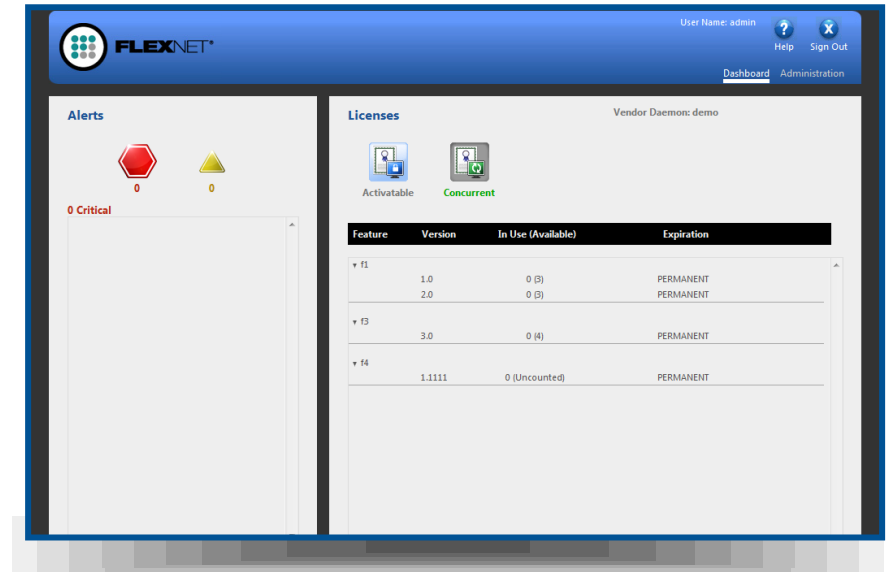 User Name: admin
?
X
FLEXNET
Help Sign Out
Dashboard Administration
Alerts
0 0
0 Critical
Licenses
Vendor Daemon: demo
Activatable Concurrent
Feature Version In Use (Available) Expiration
f1
1.0 0 (3) PERMANENT
2.0 0 (3) PERMANENT
f3
3.0 0 (4) PERMANENT
f4
1.1111 0 (Uncounted) PERMANENT